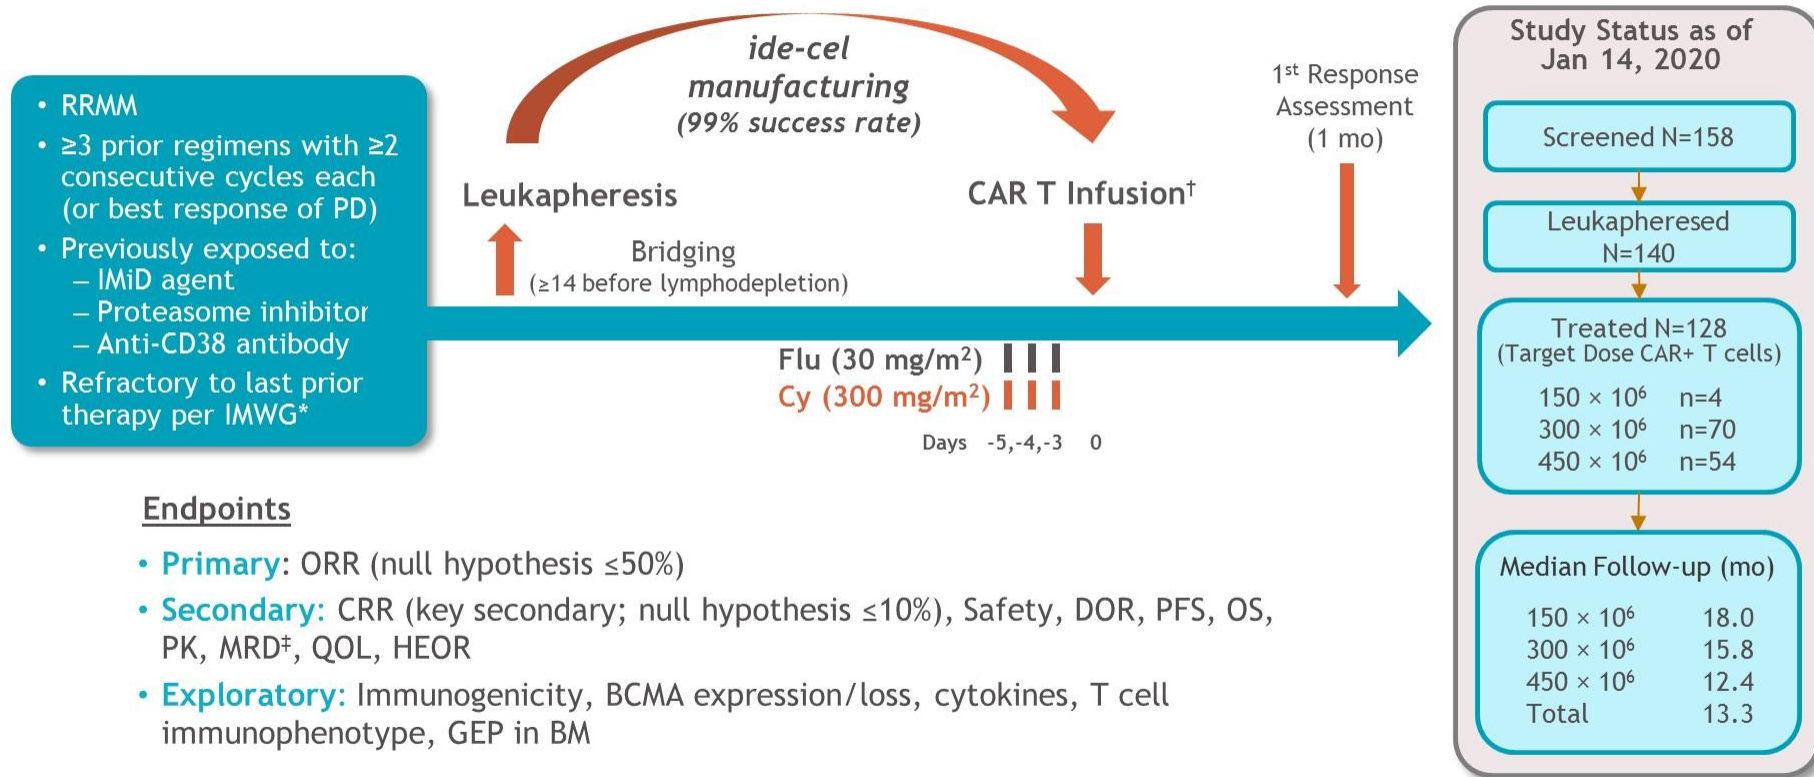 • RRMM
• ≥3 prior regimens with ≥2
consecutive cycles each
(or best response of PD)
• Previously exposed to:
– IMiD agent
– Proteasome inhibitor
– Anti-CD38 antibody
• Refractory to last prior
therapy per IMWG*
ide-cel
manufacturing
(99% success rate)
Leukapheresis
Bridging
(≥14 before lymphodepletion)
CAR T Infusion†
1st Response
Assessment
(1 mo)
Flu (30 mg/m²)
Cy (300 mg/m²)
Days -5,-4,-3 0
Endpoints
• Primary: ORR (null hypothesis ≤50%)
• Secondary: CRR (key secondary; null hypothesis ≤10%), Safety, DOR, PFS, OS,
PK, MRD‡, QOL, HEOR
• Exploratory: Immunogenicity, BCMA expression/loss, cytokines, T cell
immunophenotype, GEP in BM
Study Status as of
Jan 14, 2020
Screened N=158
Leukapheresed
N=140
Treated N=128
(Target Dose CAR+ T cells)
150 × 10⁶ n=4
300 × 10⁶ n=70
450 × 10⁶ n=54
Median Follow-up (mo)
150 × 10⁶ 18.0
300 × 10⁶ 15.8
450 × 10⁶ 12.4
Total 13.3